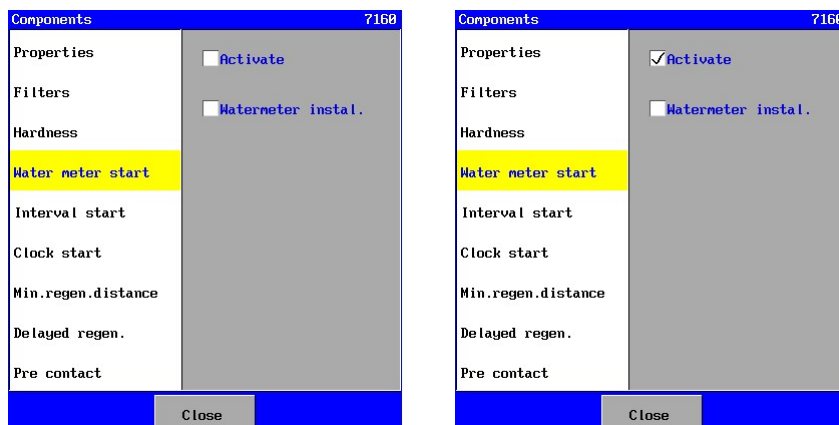 Components 7160
Properties
Activate
Filters
Watermeter instal.
Hardness
Water meter start
Interval start
Clock start
Min.regen.distance
Delayed regen.
Pre contact
Close
Components 7160
Properties
Activate
Filters
Watermeter instal.
Hardness
Water meter start
Interval start
Clock start
Min.regen.distance
Delayed regen.
Pre contact
Close